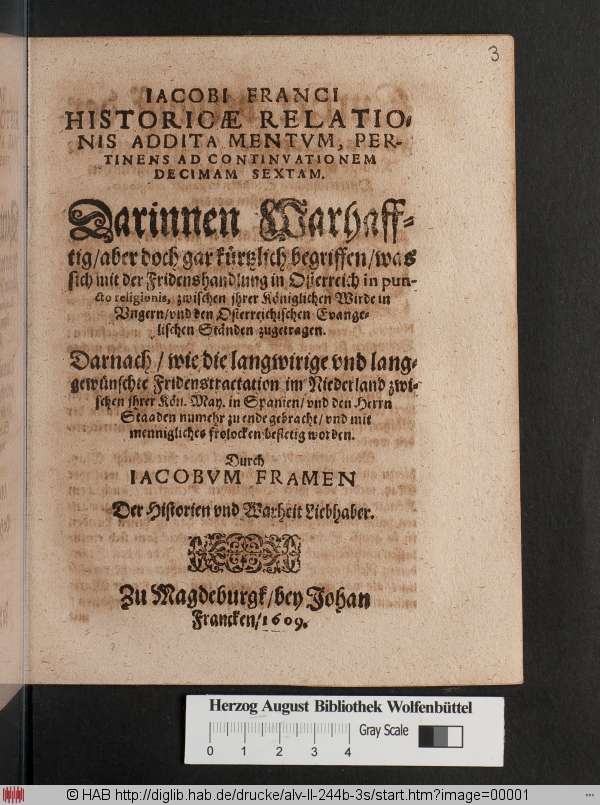 3
IACOBI FRANCI
HISTORICÆ RELATIO-
NIS ADDITA MENTVM, PER-
TINENS AD CONTINVATIONEM
DECIMAM SEXTAM.
Darinnen Warhaff-
tig/aber doch gar kürtzlich begriffen/was
sich mit der Fridenshandlung in Osterreich in pun-
cto religionis, zwischen jhrer Königlichen Wirde in
Vngern/vnd den Osterreichischen Evange-
lischen Ständen zugetragen.
Darnach/wie die langwirige vnd lang-
gewünschte Fridenstractation im Niederland zwi-
schen jhrer Kön. May. in Spanien/vnd den Herrn
Staaden numehr zu ende gebracht/vnd mit
mennigliches frolocken bestetig worden.
Durch
IACOBVM FRAMEN
Der Historien vnd Warheit Liebhaber.
Zu Magdeburgk/bey Johan
Francken/1609.
Herzog August Bibliothek Wolfenbüttel
Gray Scale
0 1 2 3 4
© HAB http://diglib.hab.de/drucke/alv-ll-244b-3s/start.htm?image=00001